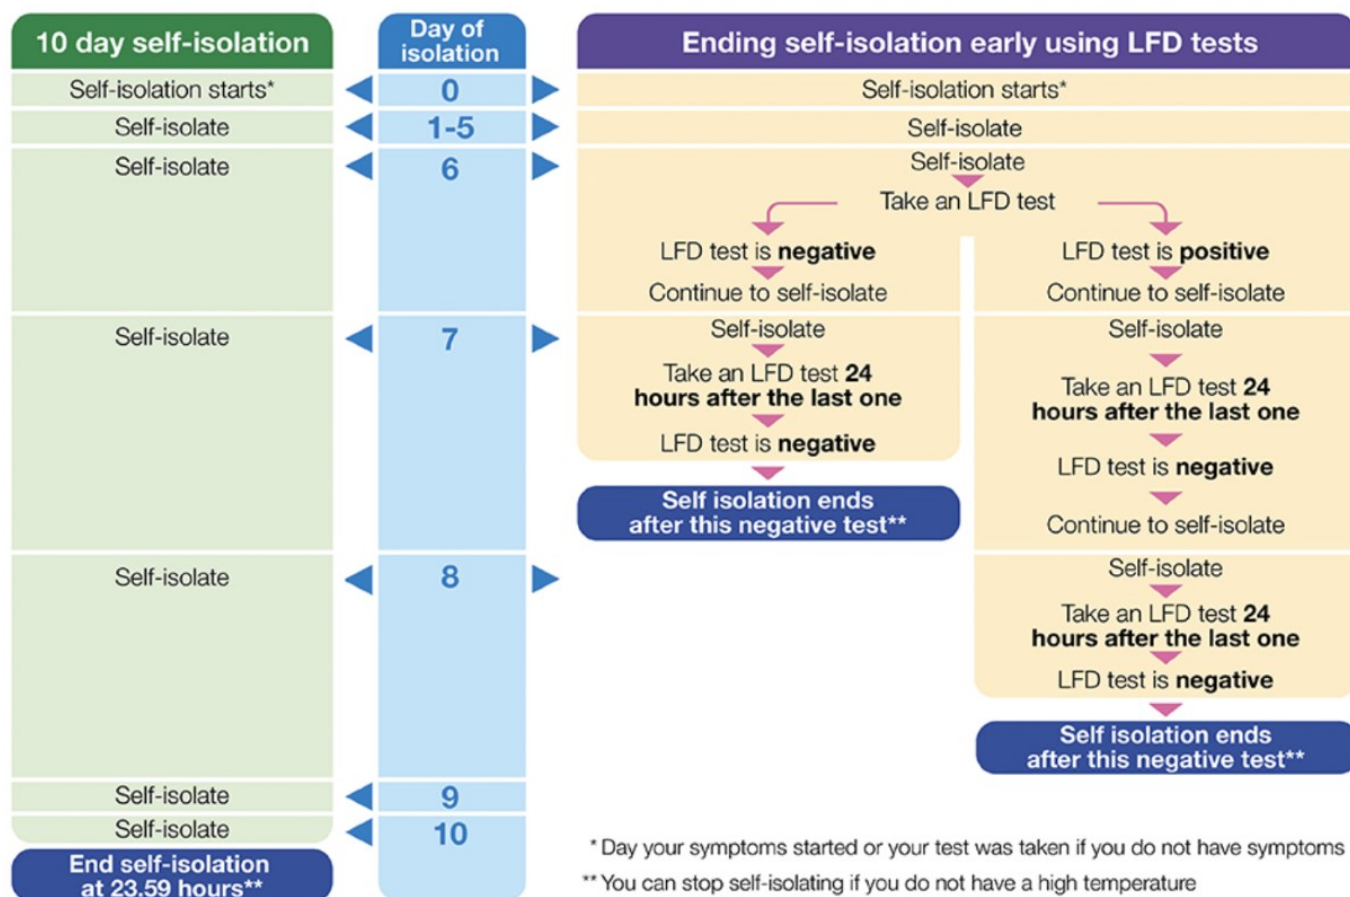 10 day self-isolation
Day of
isolation
Ending self-isolation early using LFD tests
Self-isolation starts*
0
Self-isolation starts*
Self-isolate
1-5
Self-isolate
Self-isolate
6
Self-isolate
Take an LFD test
LFD test is negative
Continue to self-isolate
LFD test is positive
Continue to self-isolate
Self-isolate
7
Self-isolate
Take an LFD test 24
hours after the last one
LFD test is negative
Self isolation ends
after this negative test**
Self-isolate
Take an LFD test 24
hours after the last one
LFD test is negative
Continue to self-isolate
Self-isolate
8
Self-isolate
Take an LFD test 24
hours after the last one
LFD test is negative
Self isolation ends
after this negative test**
Self-isolate
9
Self-isolate
10
End self-isolation
at 23.59 hours**
* Day your symptoms started or your test was taken if you do not have symptoms
** You can stop self-isolating if you do not have a high temperature